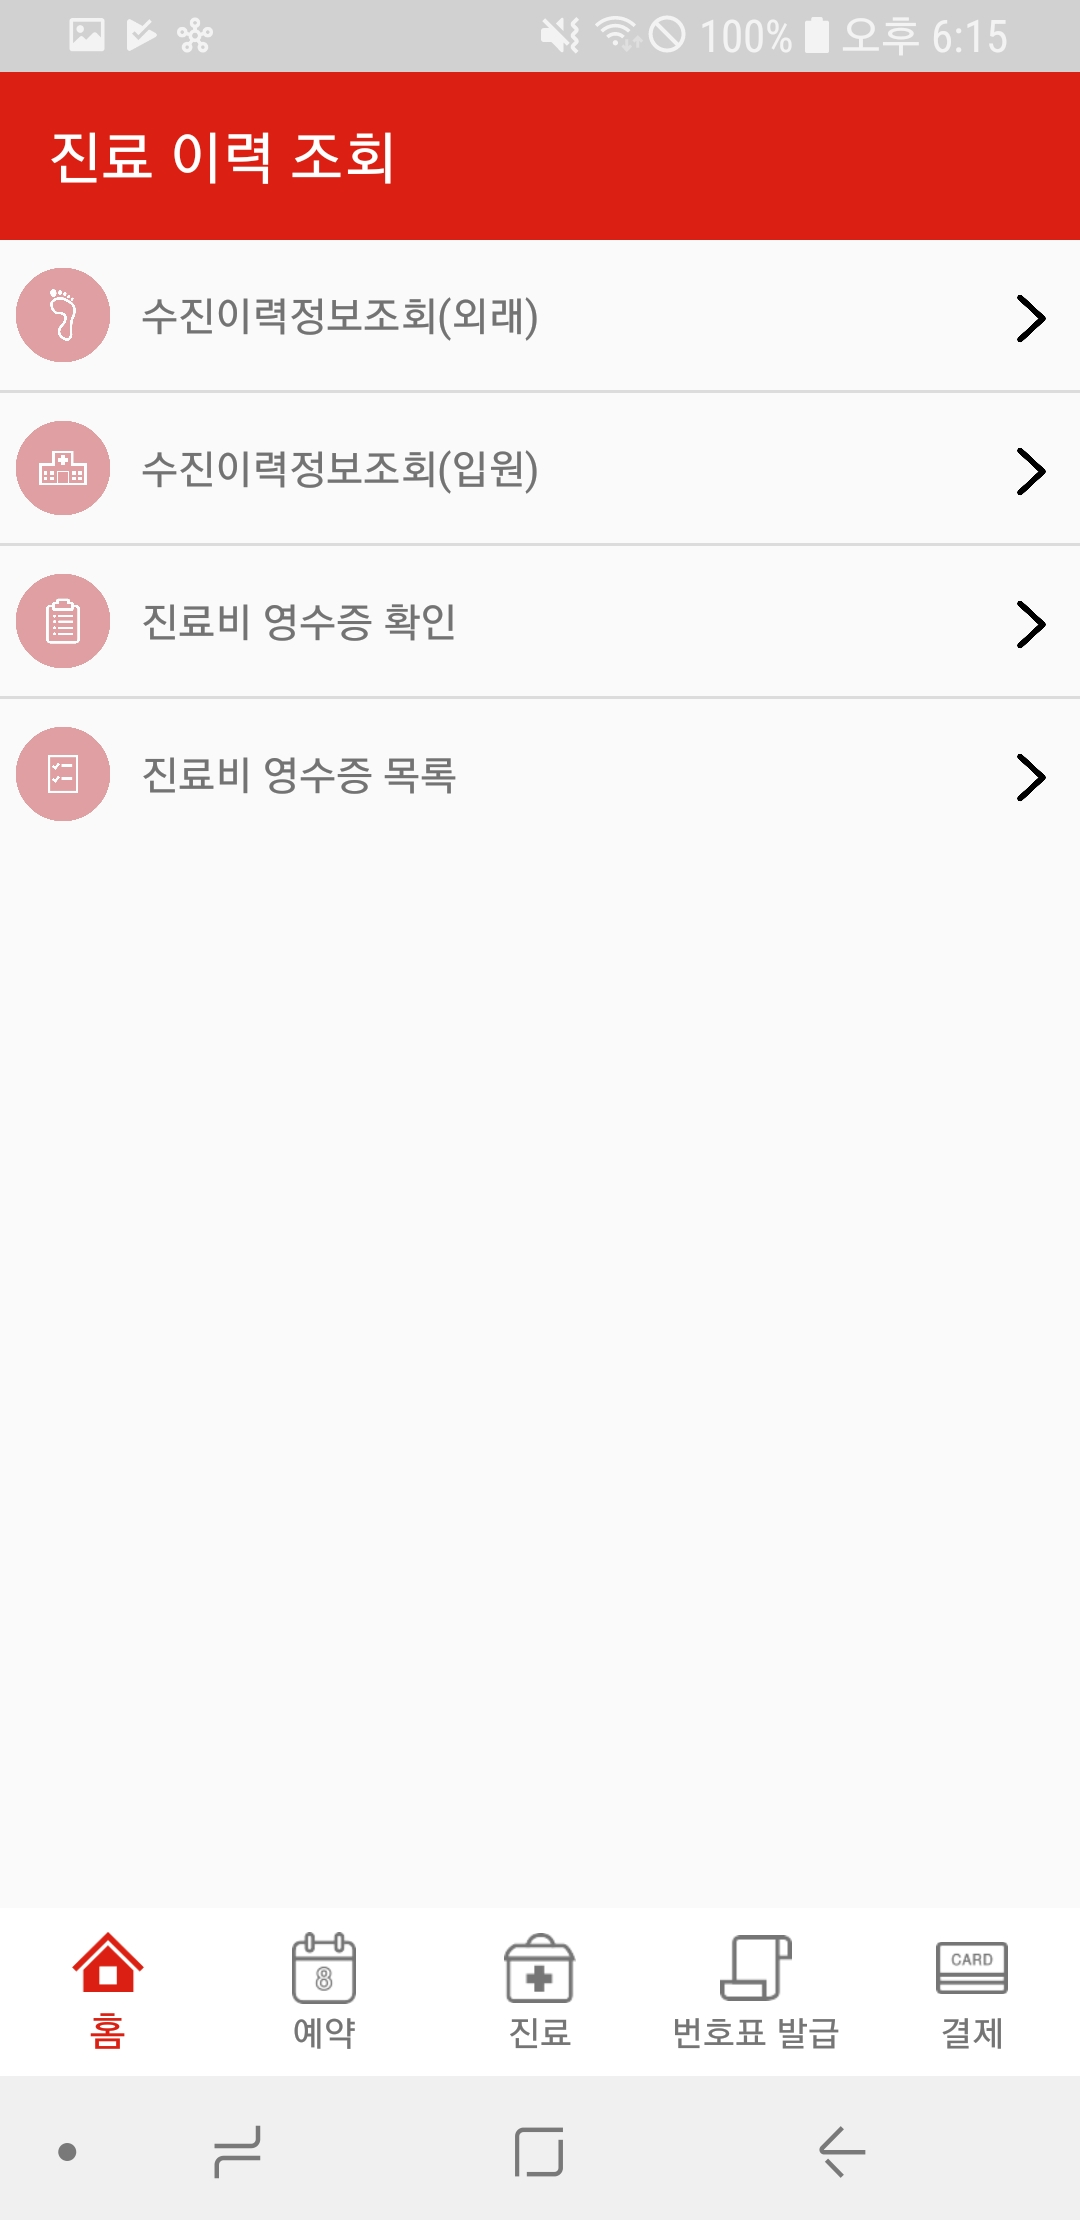 100% 오후 6:15
진료 이력 조회
수진이력정보조회(외래)
수진이력정보조회(입원)
진료비 영수증 확인
진료비 영수증 목록
8
CARD
홈 예약 진료 번호표 발급 결제